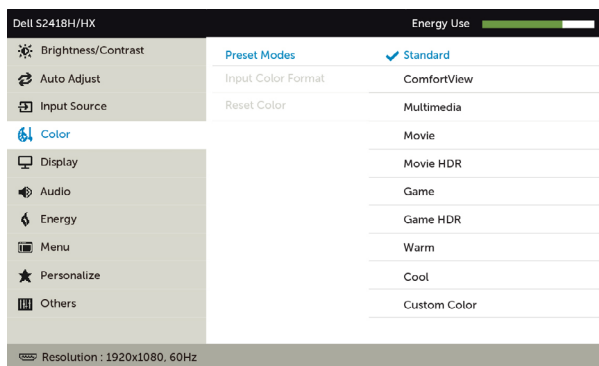 Dell S2418H/HX Energy Use
Brightness/Contrast
Auto Adjust
Input Source
Color
Display
Audio
Energy
Menu
Personalize
Others
Preset Modes
Input Color Format
Reset Color
Standard
ComfortView
Multimedia
Movie
Movie HDR
Game
Game HDR
Warm
Cool
Custom Color
Resolution : 1920x1080, 60Hz